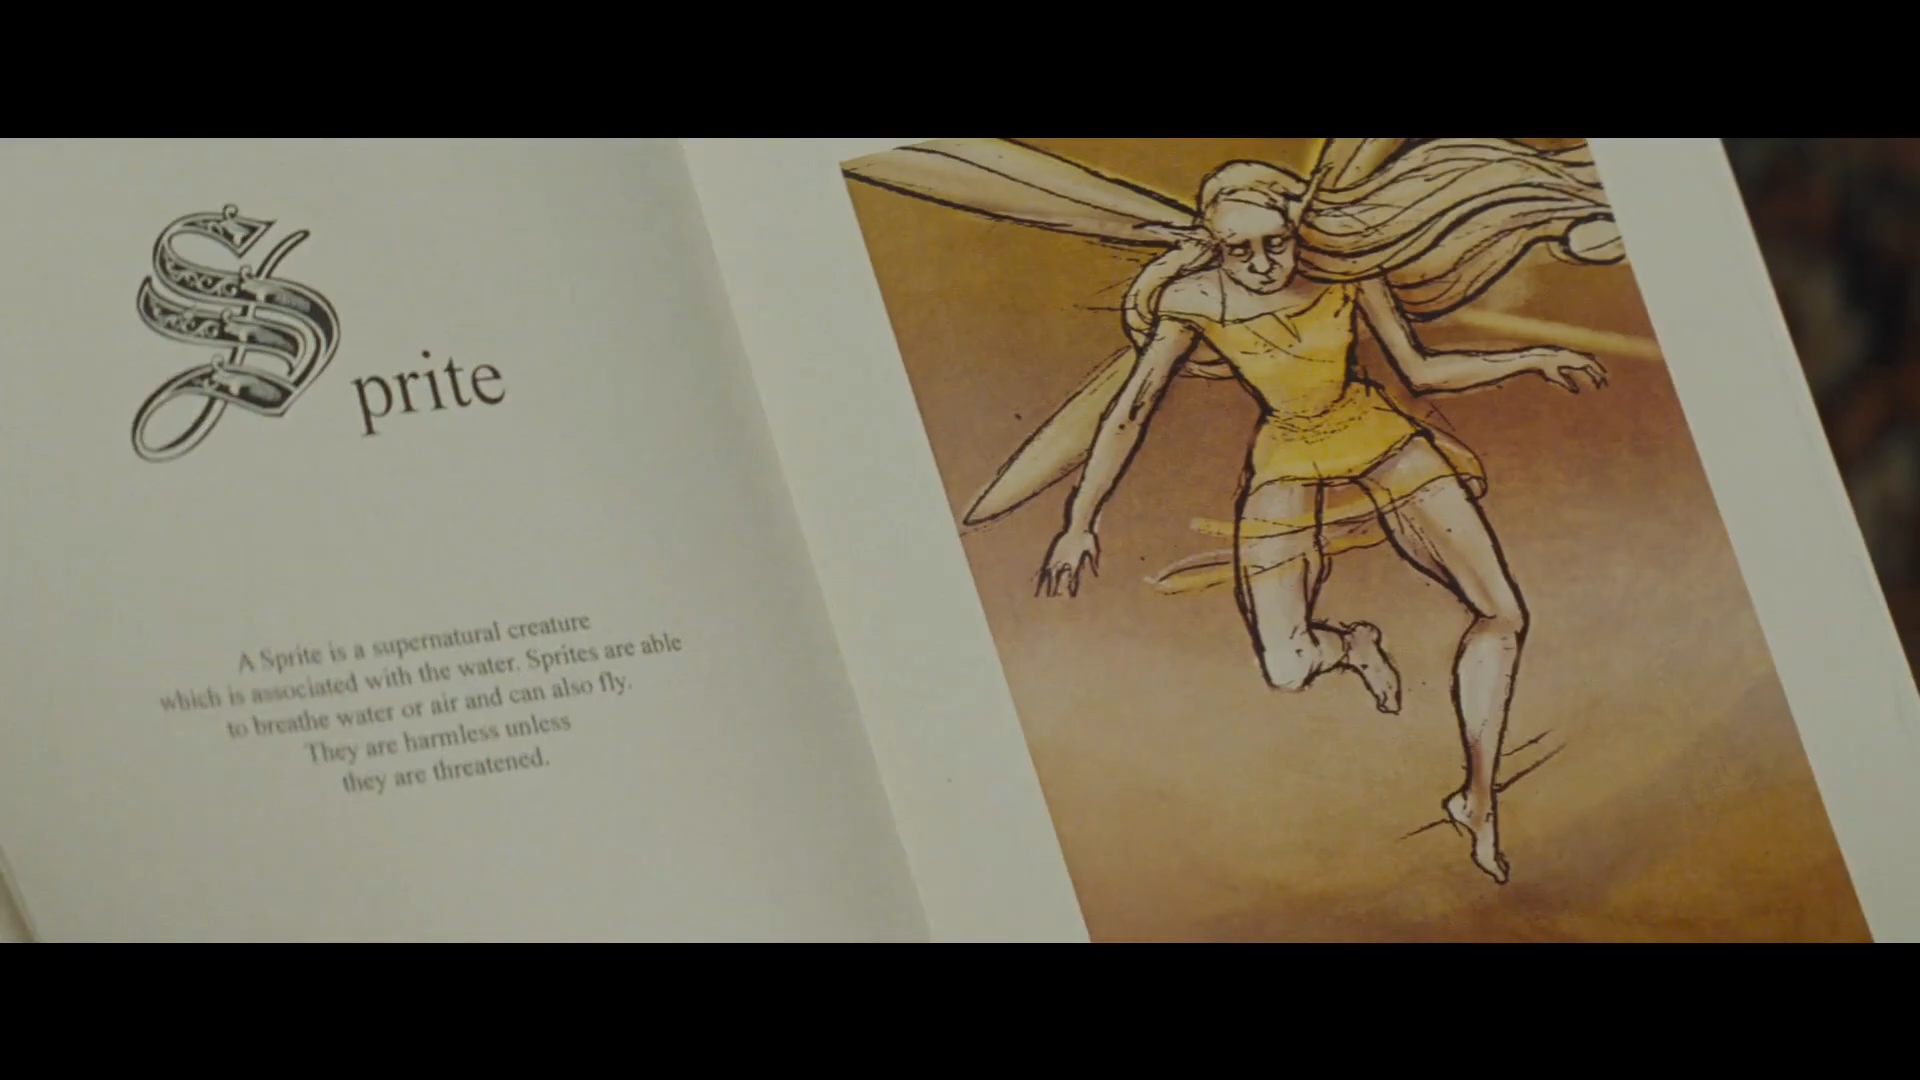 Sprite
A Sprite is a supernatural creature
which is associated with the water. Sprites are able
to breathe water or air and can also fly.
They are harmless unless
they are threatened.